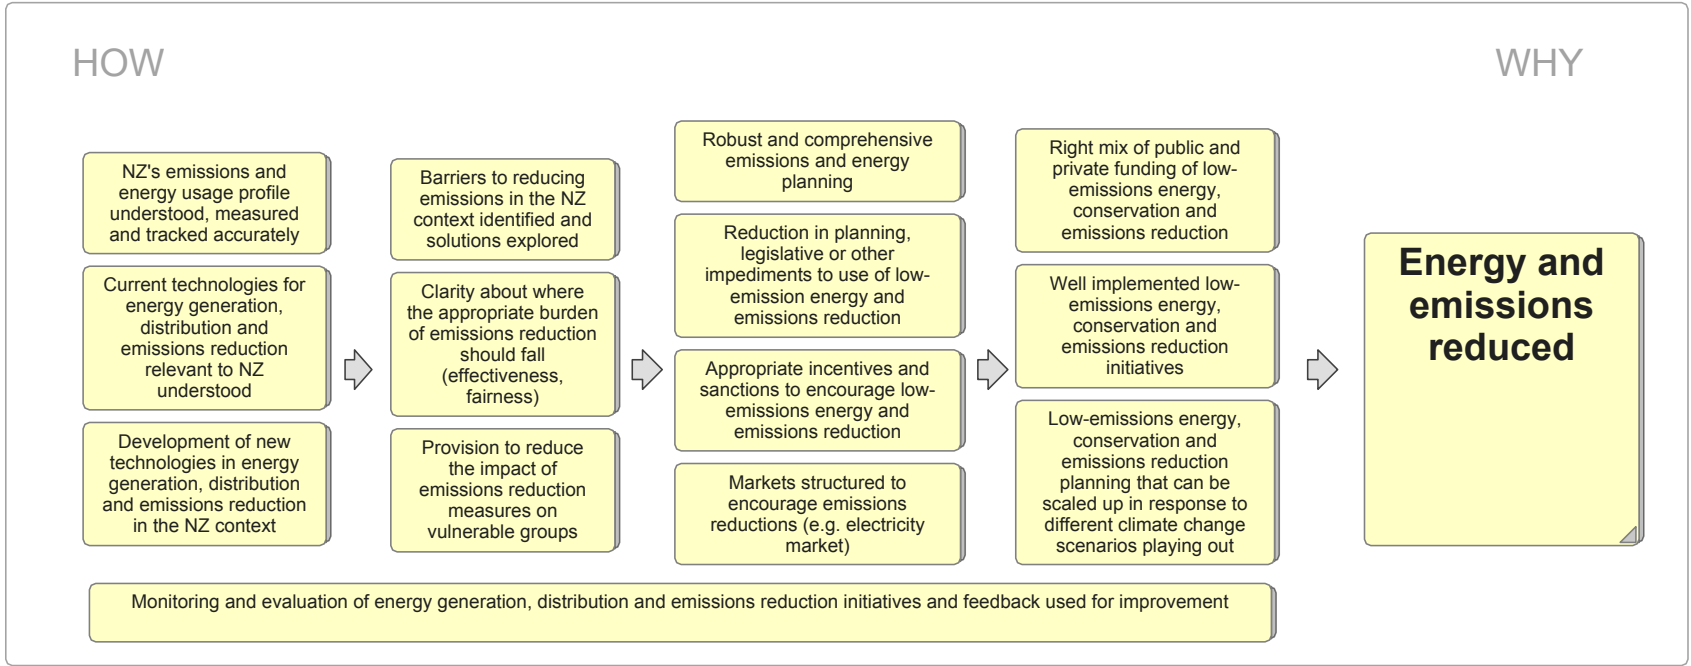 HOW
WHY
NZ's emissions and
energy usage profile
understood, measured
and tracked accurately
Current technologies for
energy generation,
distribution and
emissions reduction
relevant to NZ
understood
Development of new
technologies in energy
generation, distribution
and emissions reduction
in the NZ context
Barriers to reducing
emissions in the NZ
context identified and
solutions explored
Clarity about where
the appropriate burden
of emissions reduction
should fall
(effectiveness,
fairness)
Provision to reduce
the impact of
emissions reduction
measures on
vulnerable groups
Robust and comprehensive
emissions and energy
planning
Reduction in planning,
legislative or other
impediments to use of low-
emission energy and
emissions reduction
Appropriate incentives and
sanctions to encourage low-
emissions energy and
emissions reduction
Markets structured to
encourage emissions
reductions (e.g. electricity
market)
Right mix of public and
private funding of low-
emissions energy,
conservation and
emissions reduction
Well implemented low-
emissions energy,
conservation and
emissions reduction
initiatives
Low-emissions energy,
conservation and
emissions reduction
planning that can be
scaled up in response to
different climate change
scenarios playing out
Energy and
emissions
reduced
Monitoring and evaluation of energy generation, distribution and emissions reduction initiatives and feedback used for improvement